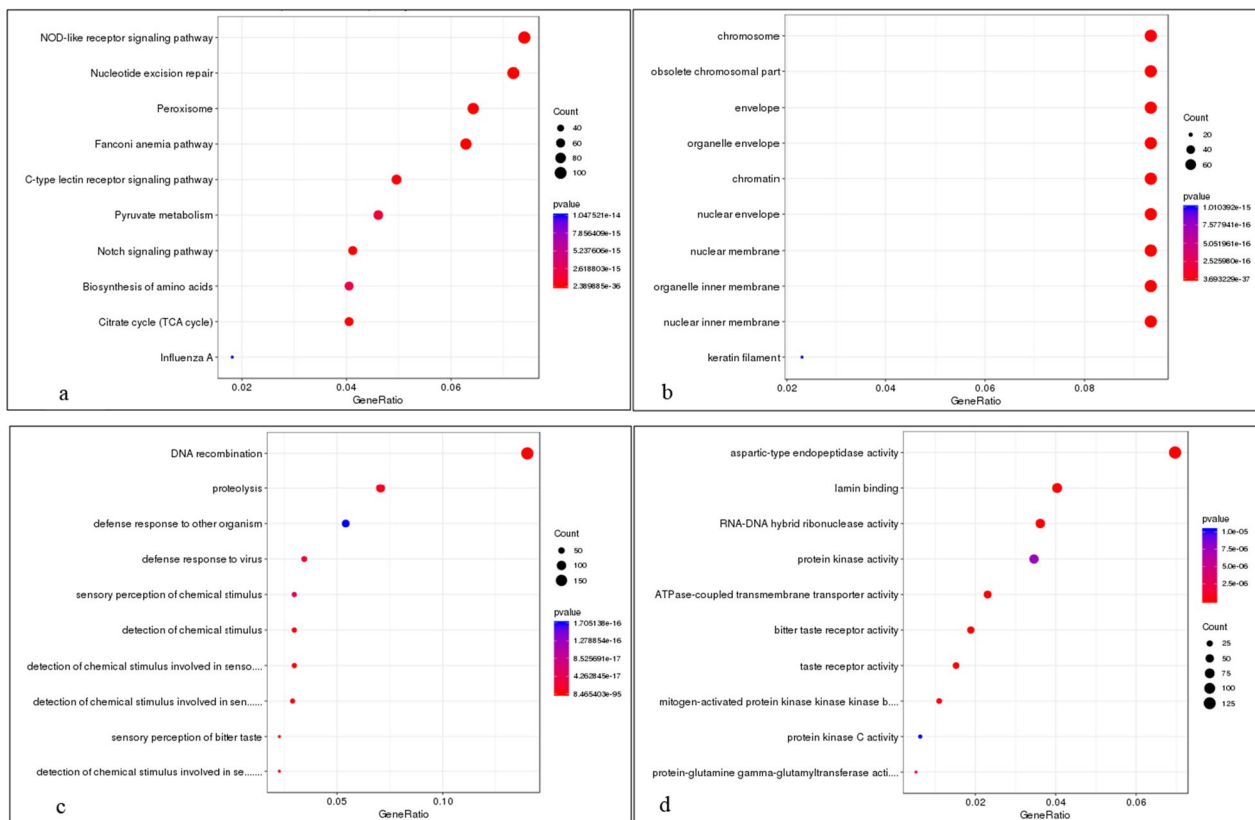 NOD-like receptor signaling pathway
Nucleotide excision repair
Peroxisome
Fanconi anemia pathway
C-type lectin receptor signaling pathway
Pyruvate metabolism
Notch signaling pathway
Biosynthesis of amino acids
Citrate cycle (TCA cycle)
Influenza A
0.02 0.04 0.06
GeneRatio
a
Count
40
60
80
100
pvalue
1.047521e-14
7.856409e-15
5.237606e-15
2.618803e-15
2.389885e-36
chromosome
obsolete chromosomal part
envelope
organelle envelope
chromatin
nuclear envelope
nuclear membrane
organelle inner membrane
nuclear inner membrane
keratin filament
0.02 0.04 0.06 0.08
GeneRatio
b
Count
20
40
60
pvalue
1.010392e-15
7.577941e-16
5.051961e-16
2.525980e-16
3.693229e-37
DNA recombination
proteolysis
defense response to other organism
defense response to virus
sensory perception of chemical stimulus
detection of chemical stimulus
detection of chemical stimulus involved in senso....
detection of chemical stimulus involved in sen......
sensory perception of bitter taste
detection of chemical stimulus involved in se.......
0.05 0.10
GeneRatio
c
Count
50
100
150
pvalue
1.705138e-16
1.278854e-16
8.525691e-17
4.262845e-17
8.465403e-95
aspartic-type endopeptidase activity
lamin binding
RNA-DNA hybrid ribonuclease activity
protein kinase activity
ATPase-coupled transmembrane transporter activity
bitter taste receptor activity
taste receptor activity
mitogen-activated protein kinase kinase kinase b....
protein kinase C activity
protein-glutamine gamma-glutamyltransferase acti....
0.02 0.04 0.06
GeneRatio
d
pvalue
1.0e-05
7.5e-06
5.0e-06
2.5e-06
Count
25
50
75
100
125